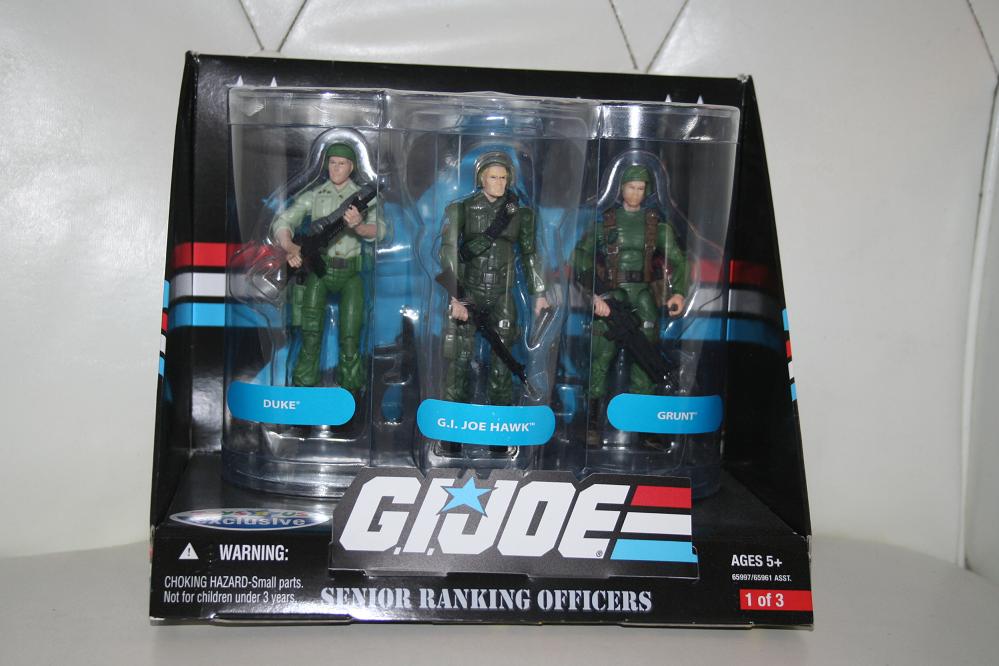 DUKE®
G.I. JOE HAWK™
GRUNT®
G.I.JOE®
exclusive
WARNING:
CHOKING HAZARD-Small parts.
Not for children under 3 years.
SENIOR RANKING OFFICERS
AGES 5+
65997/65961 ASST.
1 of 3